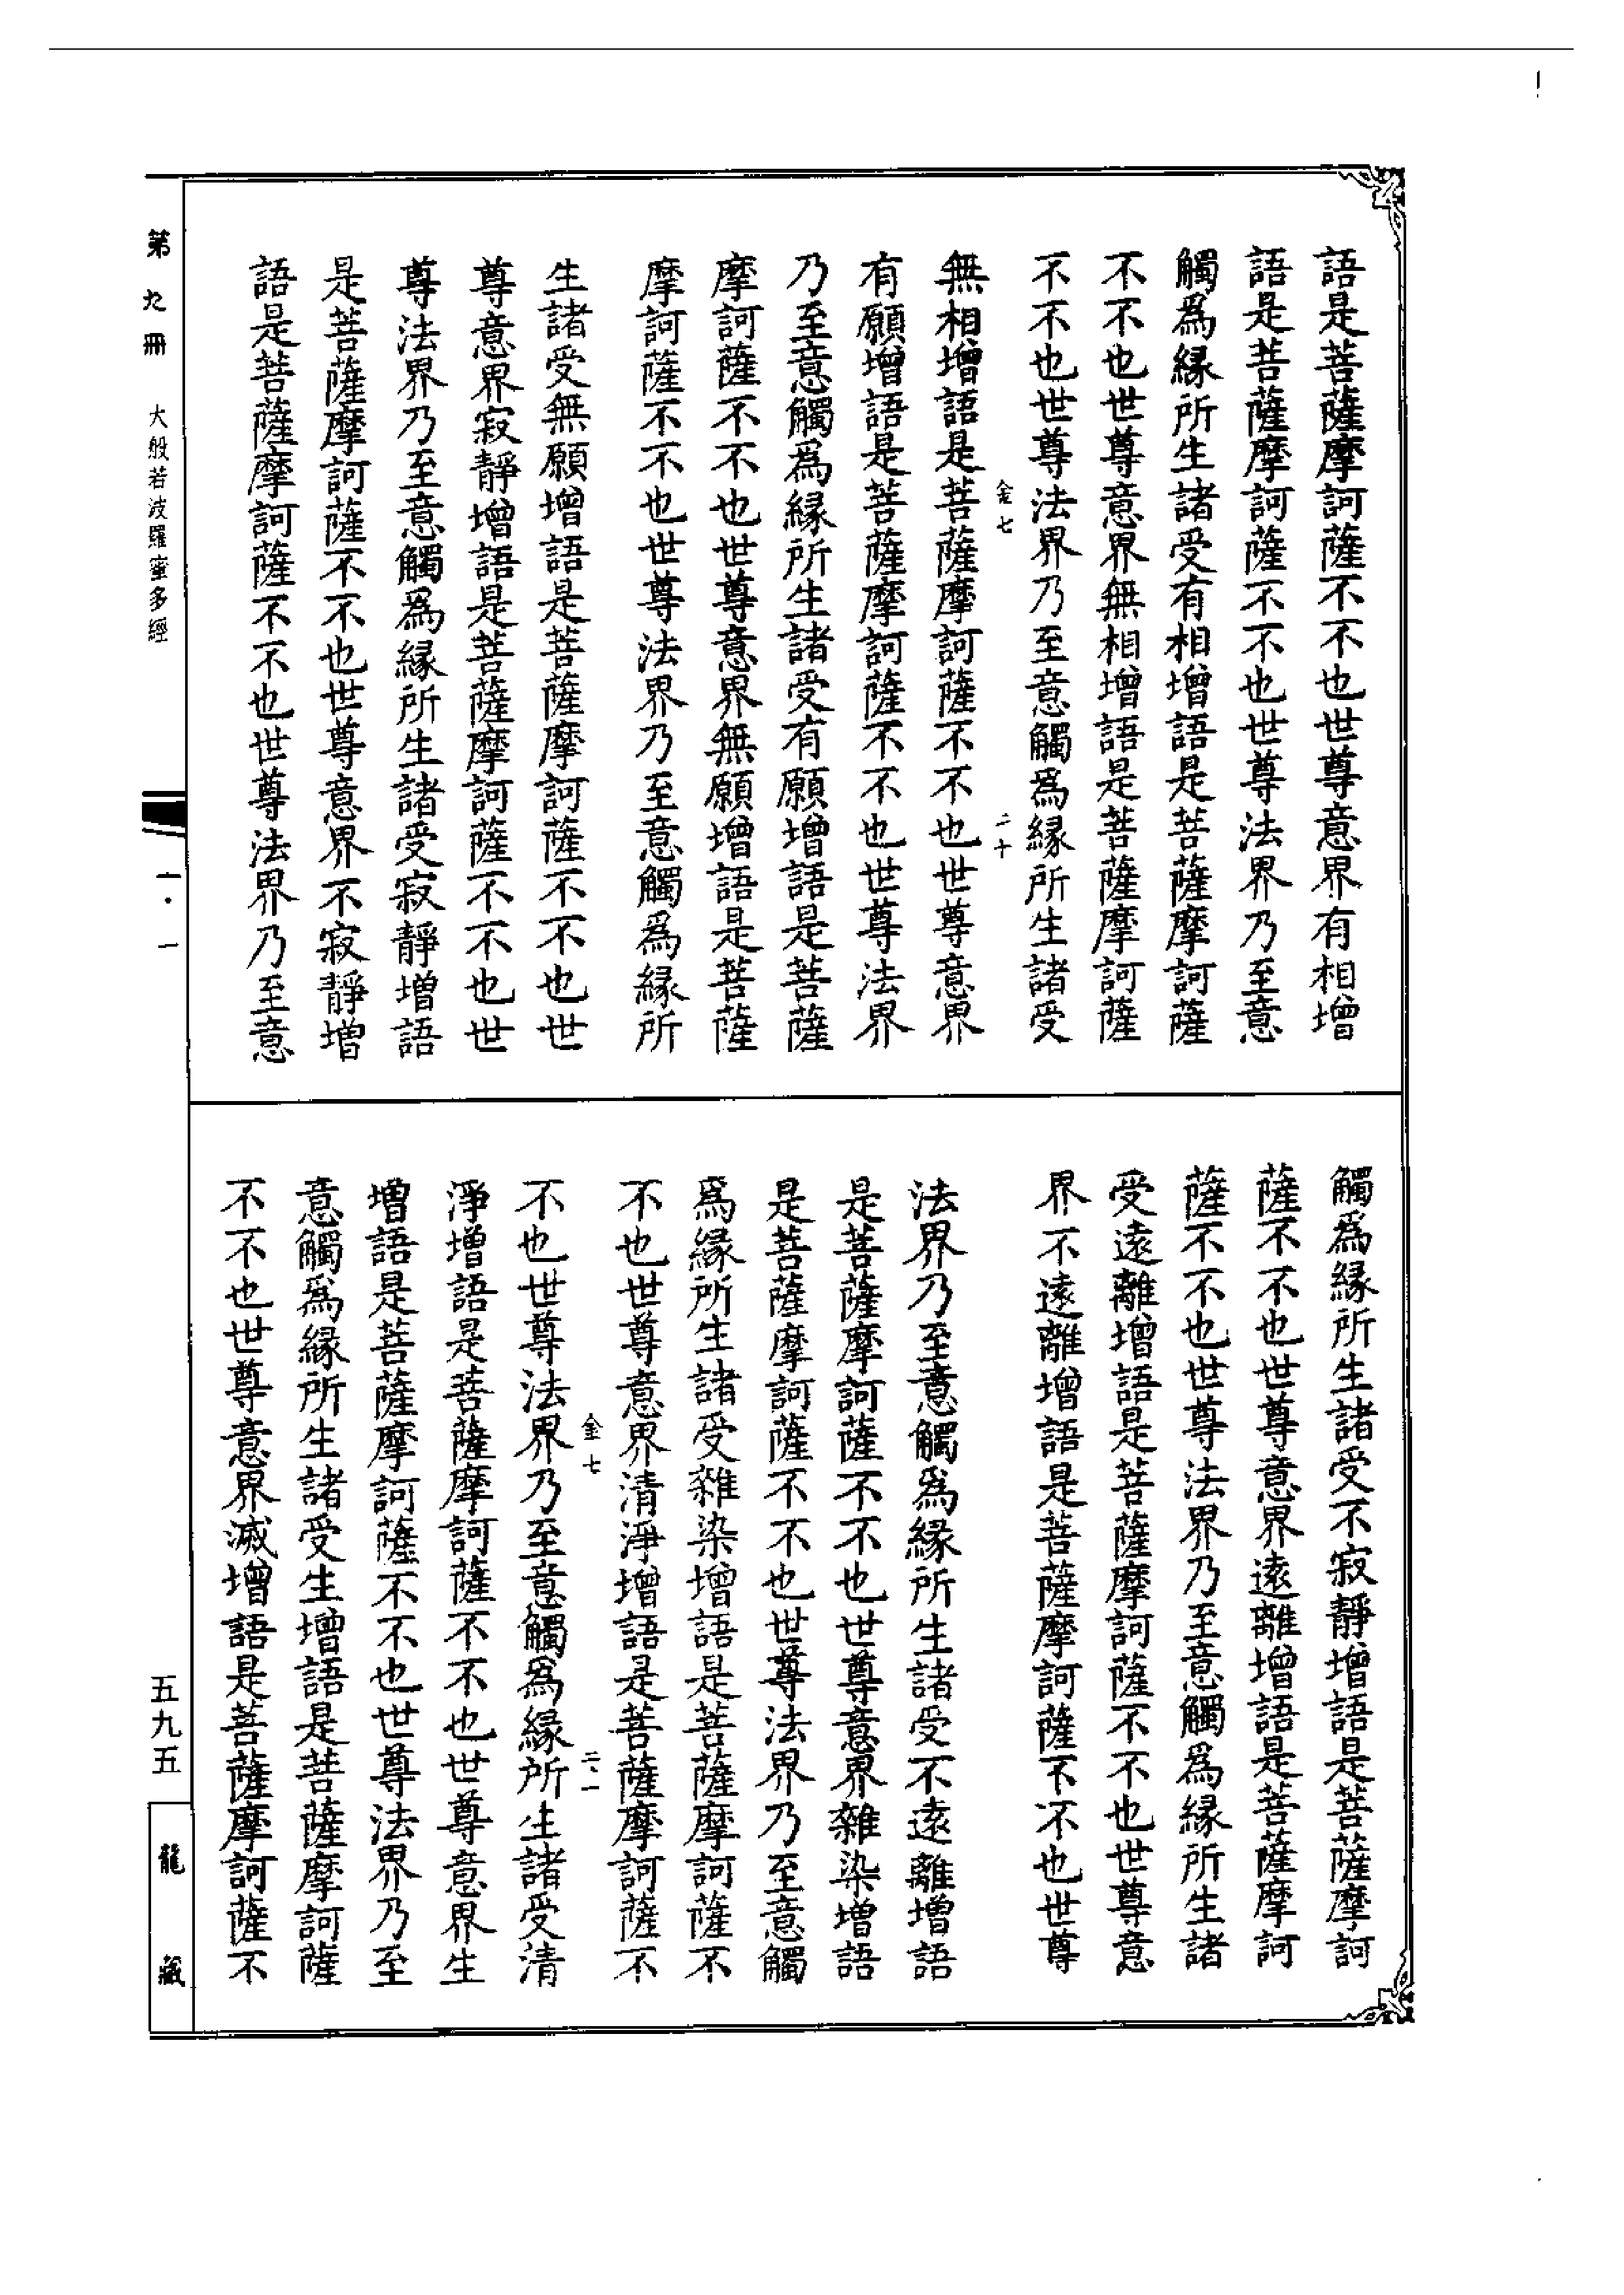 語是菩薩摩訶薩不不也世尊意界有相增
語是菩薩摩訶薩不不也世尊法界乃至意
觸爲緣所生諸受有相增語是菩薩摩訶薩
不不也世尊意界無相增語是菩薩摩訶薩
不不也世尊法界乃至意觸爲緣所生諸受
金七 二十
無相增語是菩薩摩訶薩不不也世尊意界
有願增語是菩薩摩訶薩不不也世尊法界
乃至意觸爲緣所生諸受有願增語是菩薩
摩訶薩不不也世尊意界無願增語是菩薩
摩訶薩不不也世尊法界乃至意觸爲緣所
生諸受無願增語是菩薩摩訶薩不不也世
尊意界寂靜增語是菩薩摩訶薩不不也世
尊法界乃至意觸爲緣所生諸受寂靜增語
是菩薩摩訶薩不不也世尊意界不寂靜增
語是菩薩摩訶薩不不也世尊法界乃至意
觸爲緣所生諸受不寂靜增語是菩薩摩訶
薩不不也世尊意界遠離增語是菩薩摩訶
薩不不也世尊法界乃至意觸爲緣所生諸
受遠離增語是菩薩摩訶薩不不也世尊意
界不遠離增語是菩薩摩訶薩不不也世尊
法界乃至意觸爲緣所生諸受不遠離增語
是菩薩摩訶薩不不也世尊意界雜染增語
是菩薩摩訶薩不不也世尊法界乃至意觸
爲緣所生諸受雜染增語是菩薩摩訶薩不
不也世尊意界清淨增語是菩薩摩訶薩不
金七 二一
不也世尊法界乃至意觸爲緣所生諸受清
淨增語是菩薩摩訶薩不不也世尊意界生
增語是菩薩摩訶薩不不也世尊法界乃至
意觸爲緣所生諸受生增語是菩薩摩訶薩
不不也世尊意界滅增語是菩薩摩訶薩不
第九冊 大般若波羅蜜多經
一·一
五九五
龍藏